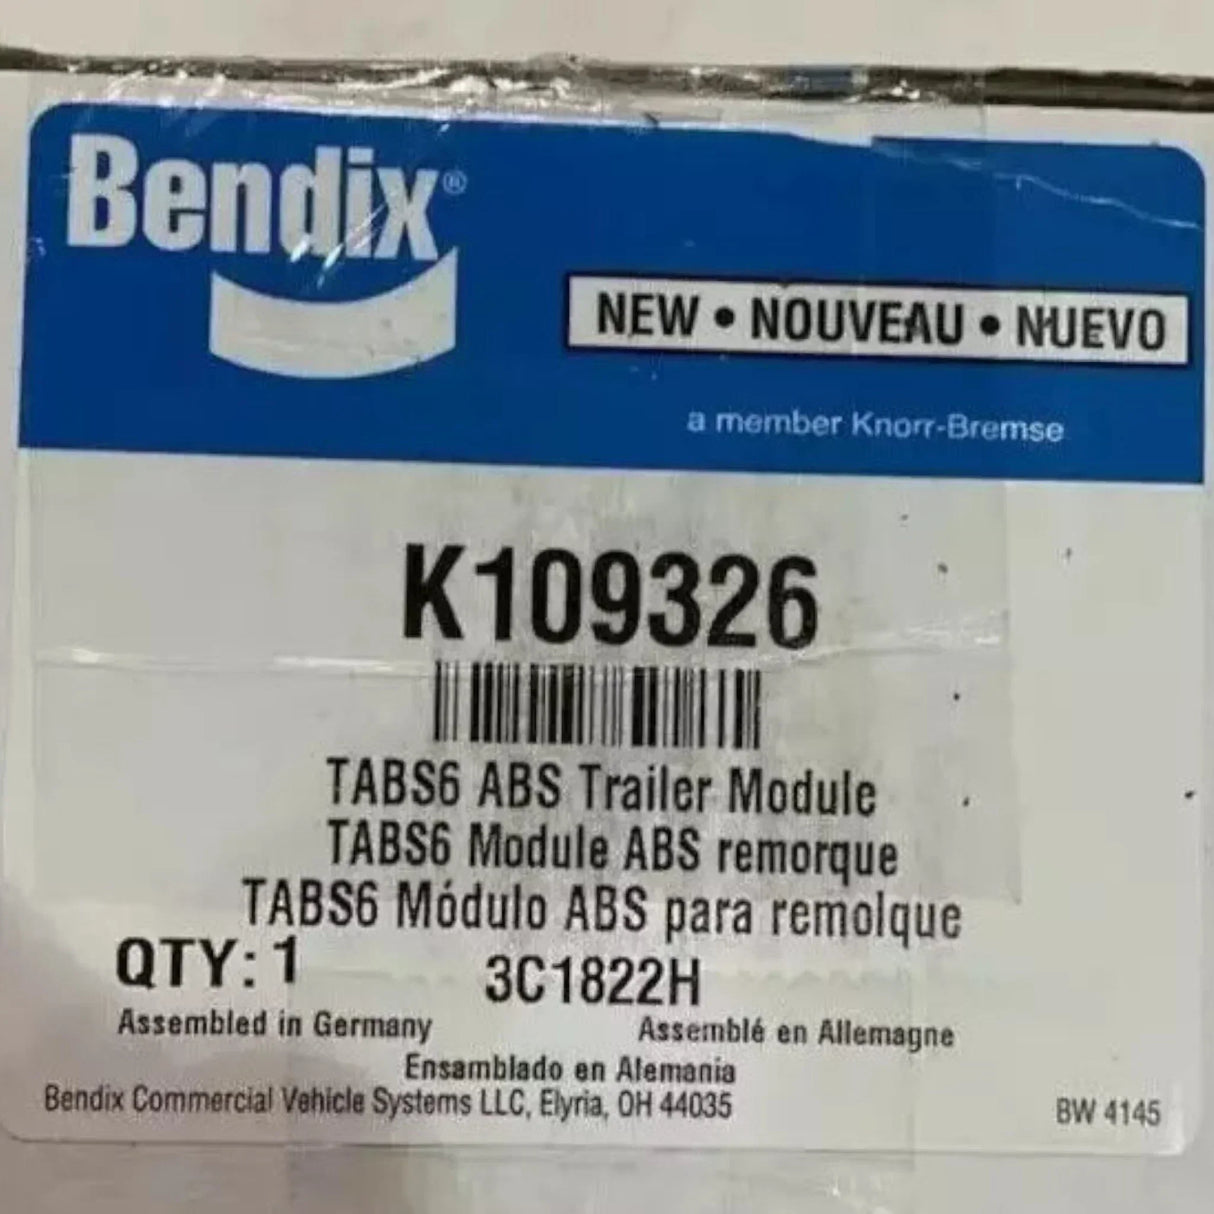 Bendix®
NEW • NOUVEAU • NUEVO
a member Knorr-Bremse
K109326
TABS6 ABS Trailer Module
TABS6 Module ABS remorque
TABS6 Módulo ABS para remolque
QTY: 1 3C1822H
Assembled in Germany Assemblé en Allemagne
Ensamblado en Alemania
Bendix Commercial Vehicle Systems LLC, Elyria, OH 44035 BW 4145